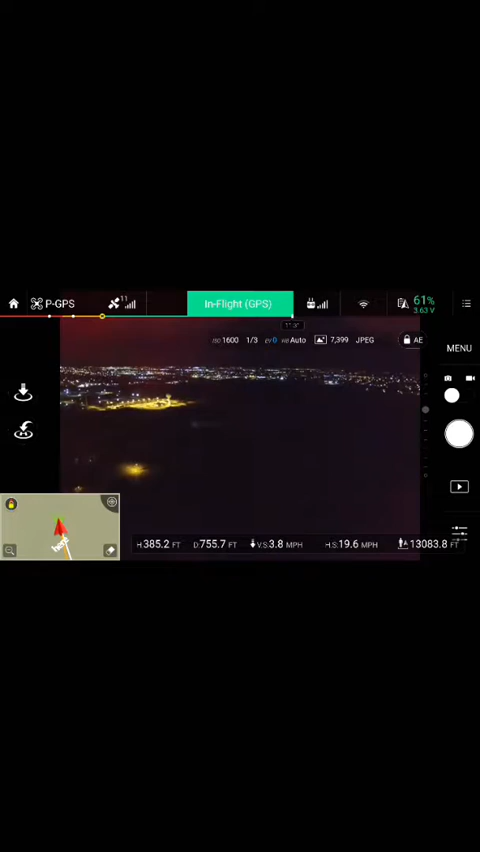 P-GPS
11
In-Flight (GPS)
61%
3.63 V
ISO 1600 1/3 EV 0 WB Auto 7,399 JPEG AE
MENU
H 385.2 FT D 755.7 FT V.S 3.8 MPH H.S 19.6 MPH 13083.8 FT